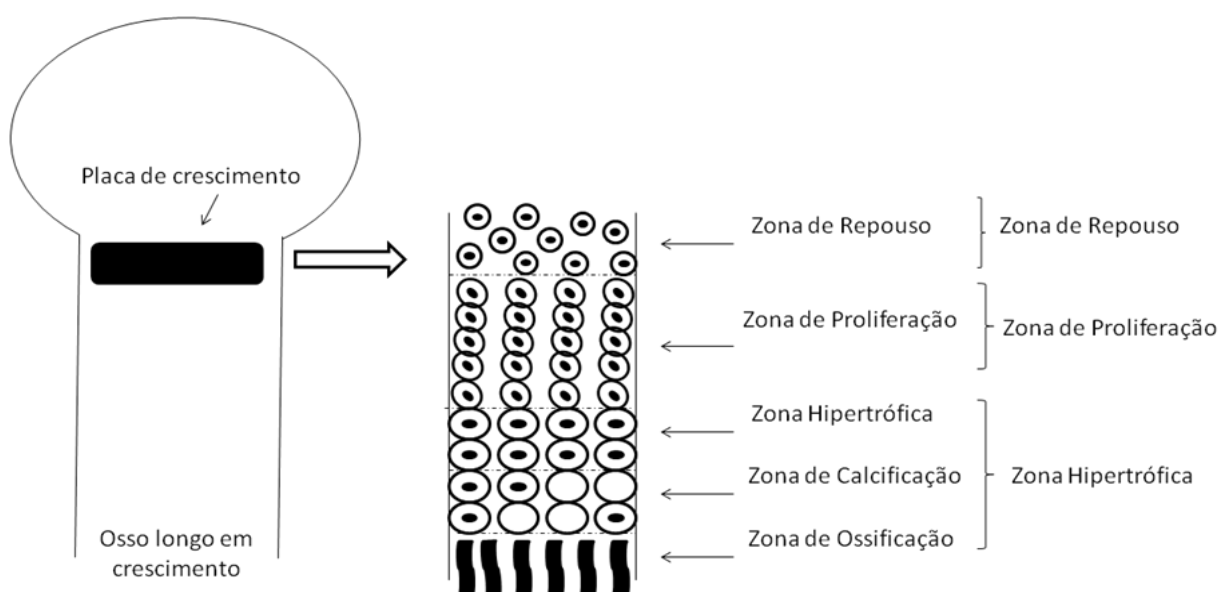 Placa de crescimento
Osso longo em
crescimento
Zona de Repouso
Zona de Repouso
Zona de Proliferação
Zona de Proliferação
Zona Hipertrófica
Zona de Calcificação
Zona Hipertrófica
Zona de Ossificação